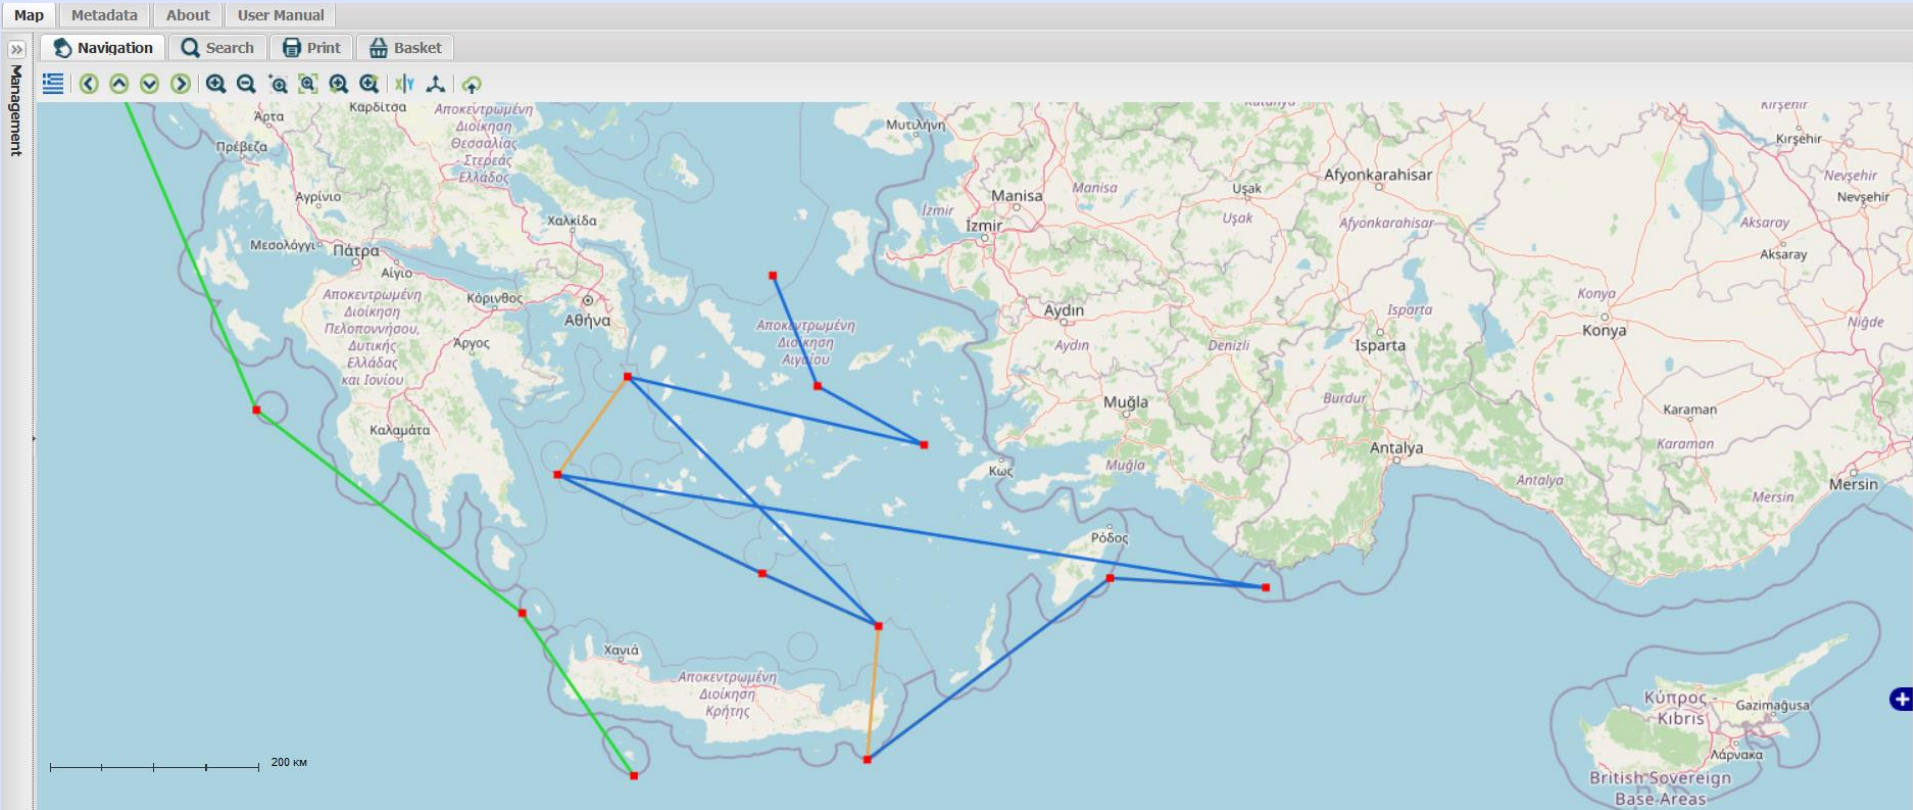 Map
Metadata
About
User Manual
Navigation
Search
Print
Basket
Management
X|Y
Άρτα
Καρδίτσα
Πρέβεζα
Αποκεντρωμένη
Διοίκηση
Θεσσαλίας
- Στερεάς
Ελλάδος
Μυτιλήνη
Kırşehir
Αγρίνιο
Χαλκίδα
Manisa
Manisa
Uşak
Uşak
Afyonkarahisar
Afyonkarahisar
Nevşehir
Nevşehir
İzmir
İzmir
Aksaray
Aksaray
Μεσολόγγι
Πάτρα
Αίγιο
Κόρινθος
Αθήνα
Άργος
Αποκεντρωμένη
Διοίκηση
Πελοποννήσου,
Δυτικής
Ελλάδας
και Ιονίου
Αποκεντρωμένη
Διοίκηση
Αιγαίου
Aydın
Aydın
Denizli
Isparta
Isparta
Konya
Konya
Niğde
Καλαμάτα
Muğla
Muğla
Burdur
Antalya
Antalya
Karaman
Karaman
Mersin
Mersin
Κως
Ρόδος
Χανιά
Αποκεντρωμένη
Διοίκηση
Κρήτης
Κύπρος -
Kıbrıs
Gazimağusa
Λάρνακα
British Sovereign
Base Areas
200 км